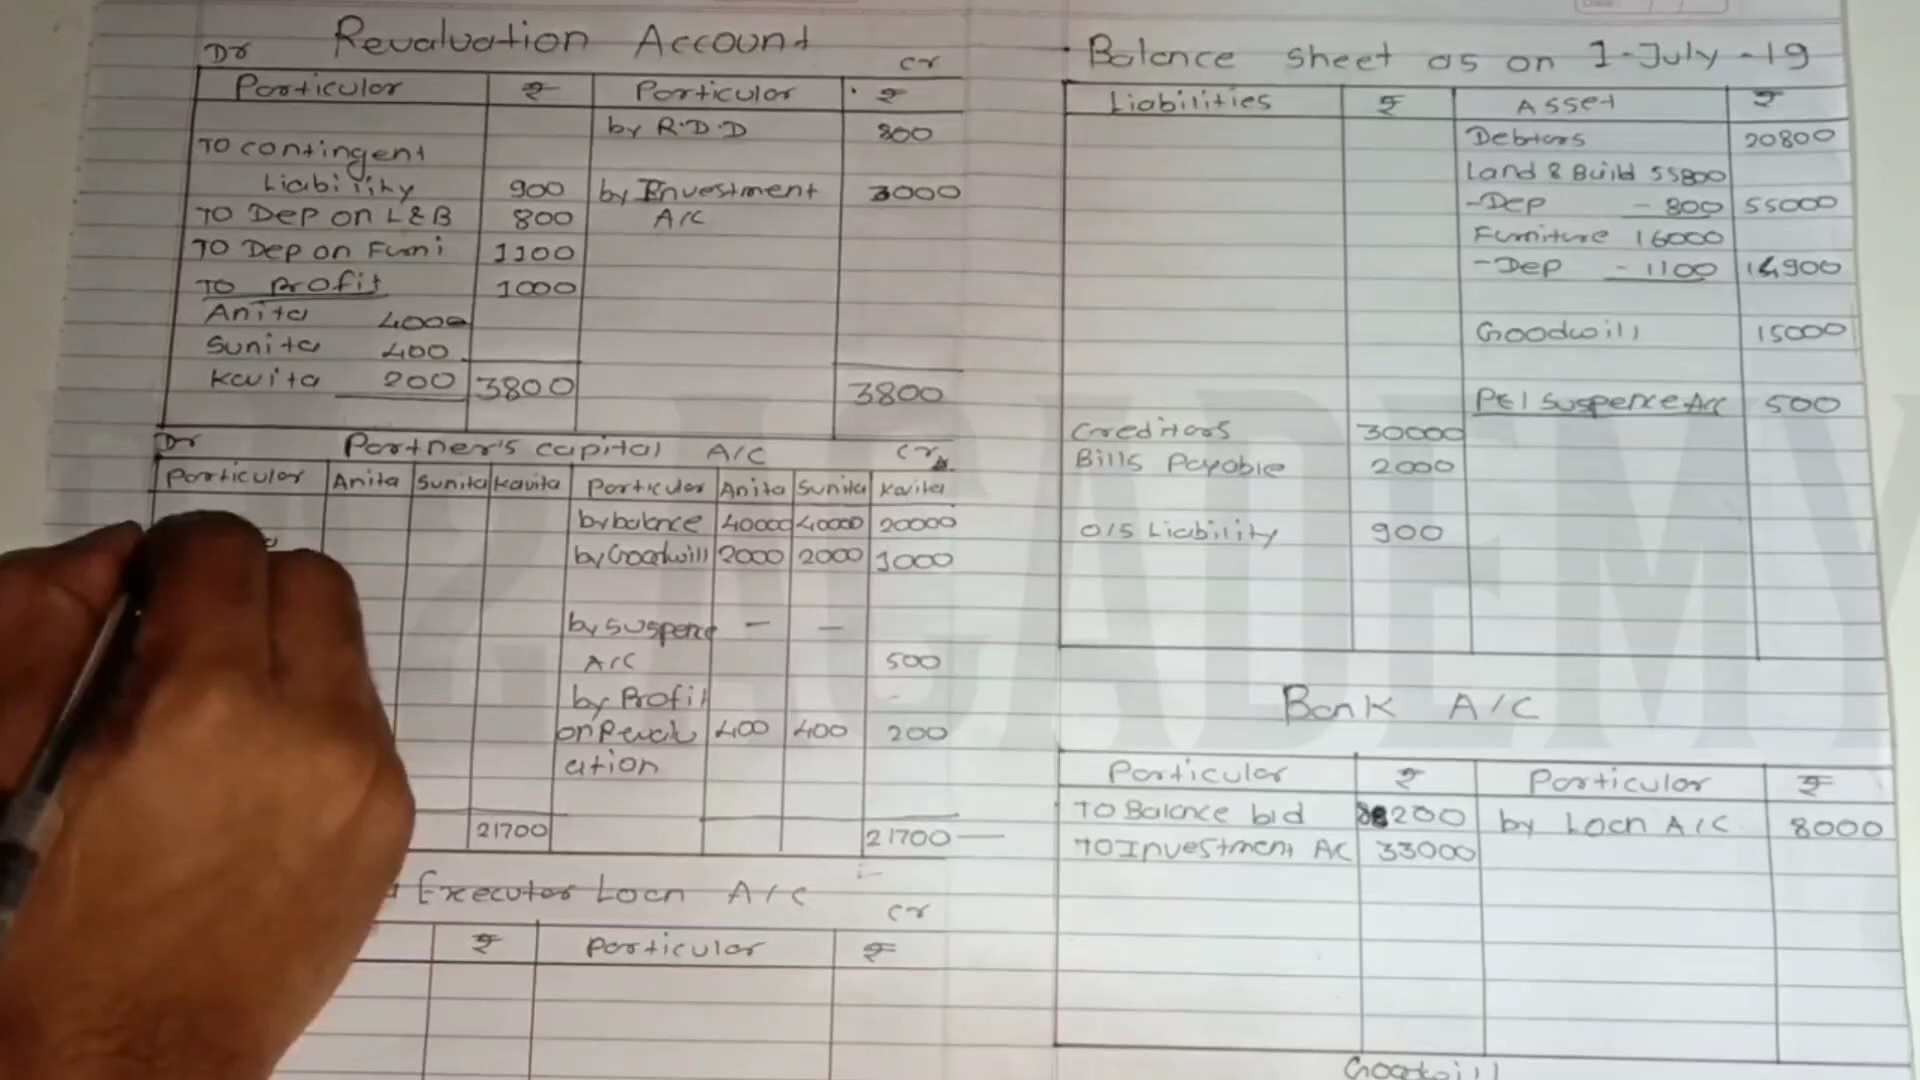 Revaluation Account
Dr
Cr
Particular ₹ Particular ₹
by R.D.D 800
To contingent
Liability 900 by Investment 3000
To Dep on L&B 800 A/C
To Dep on Furni 1100
To Profit 1000
Anita 400
Sunita 400
Kavita 200 3800 3800
Dr Partner's capital A/C Cr
Particular Anita Sunita Kavita Particular Anita Sunita Kavita
by balance 40000 40000 20000
by Goodwill 2000 2000 1000
by suspence — —
A/C 500
by Profit -
on Revalu 400 400 200
ation
21700 21700 —
Executor Loan A/C
Cr
₹ Particular ₹
Balance sheet as on 1-July-19
Liabilities ₹ Asset ₹
Debtors 20800
Land & Build 55800
-Dep - 800 55000
Furniture 16000
-Dep - 1100 14900
Goodwill 15000
P&l Suspence Acc 500
Creditors 30000
Bills Payable 2000
O/S Liability 900
Bank A/C
Particular ₹ Particular ₹
To Balance b/d 200 by Loan A/C 8000
To Investment AC 33000
Goodwill
ACADEMY